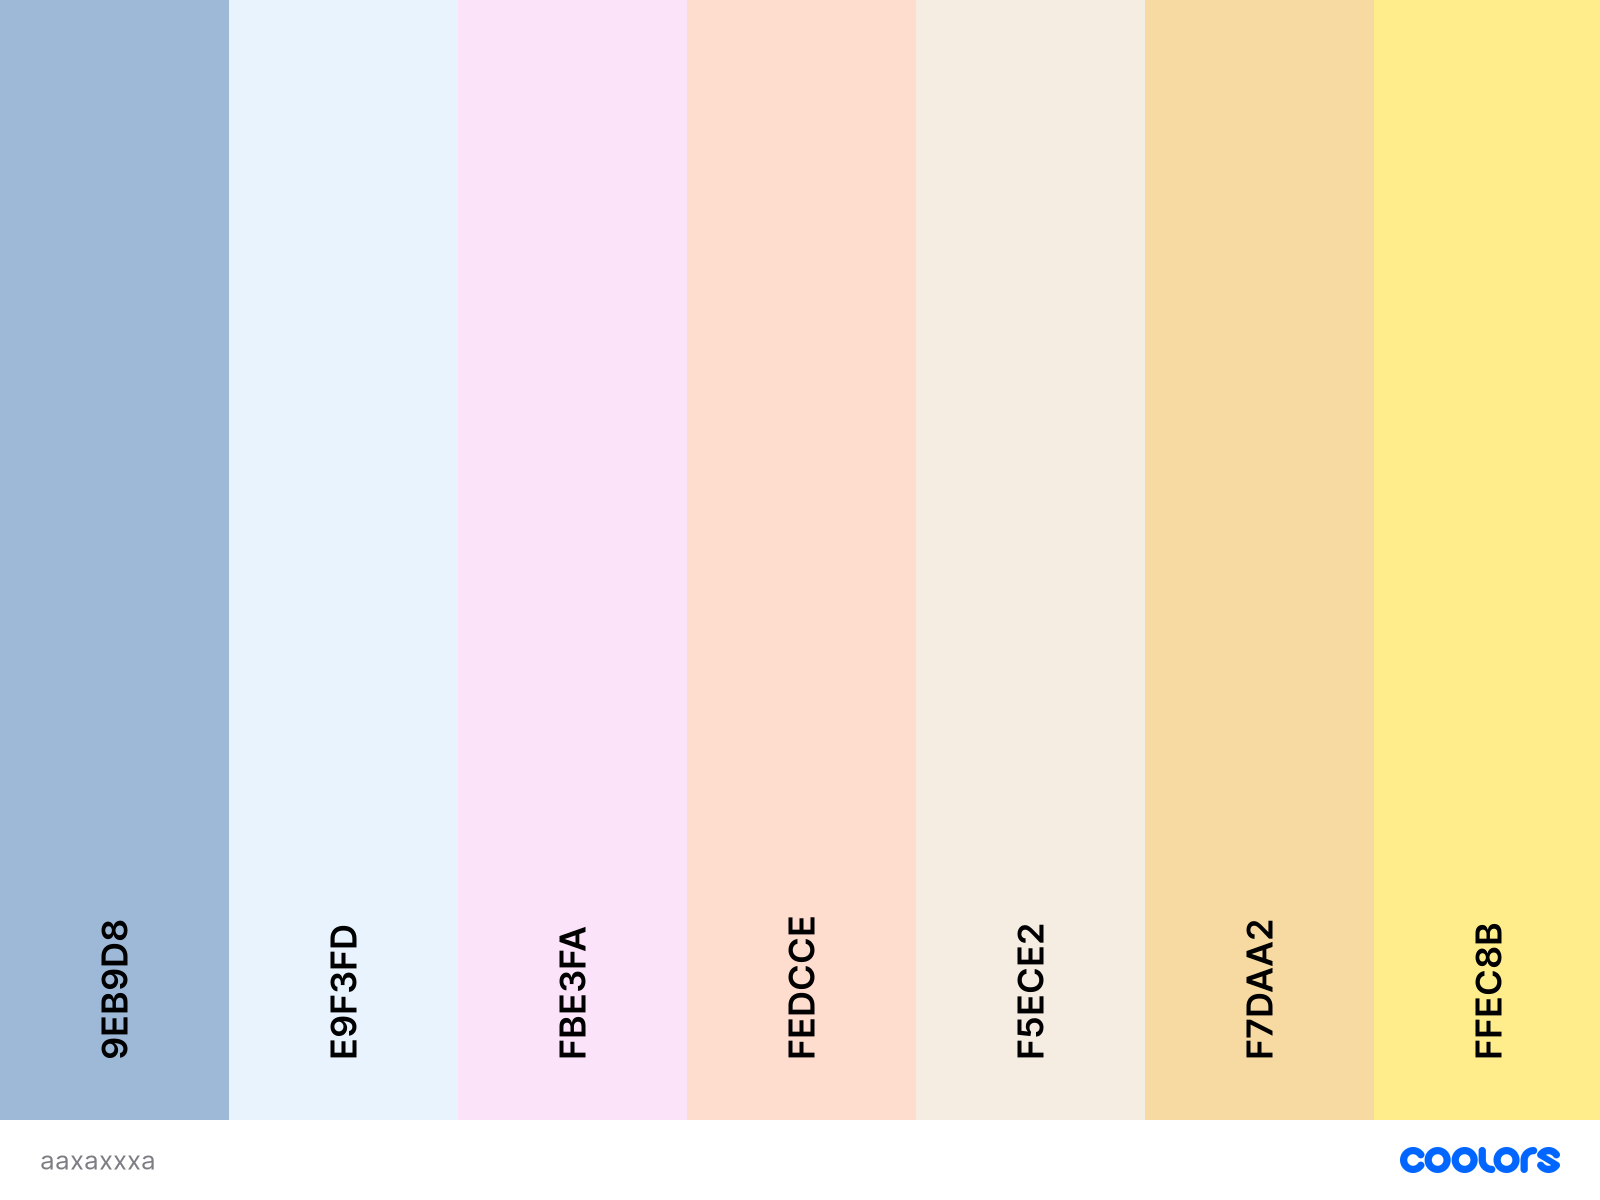 9EB9D8
E9F3FD
FBE3FA
FEDCCE
F5ECE2
F7DAA2
FFEC8B
aaxaxxxa
coolors